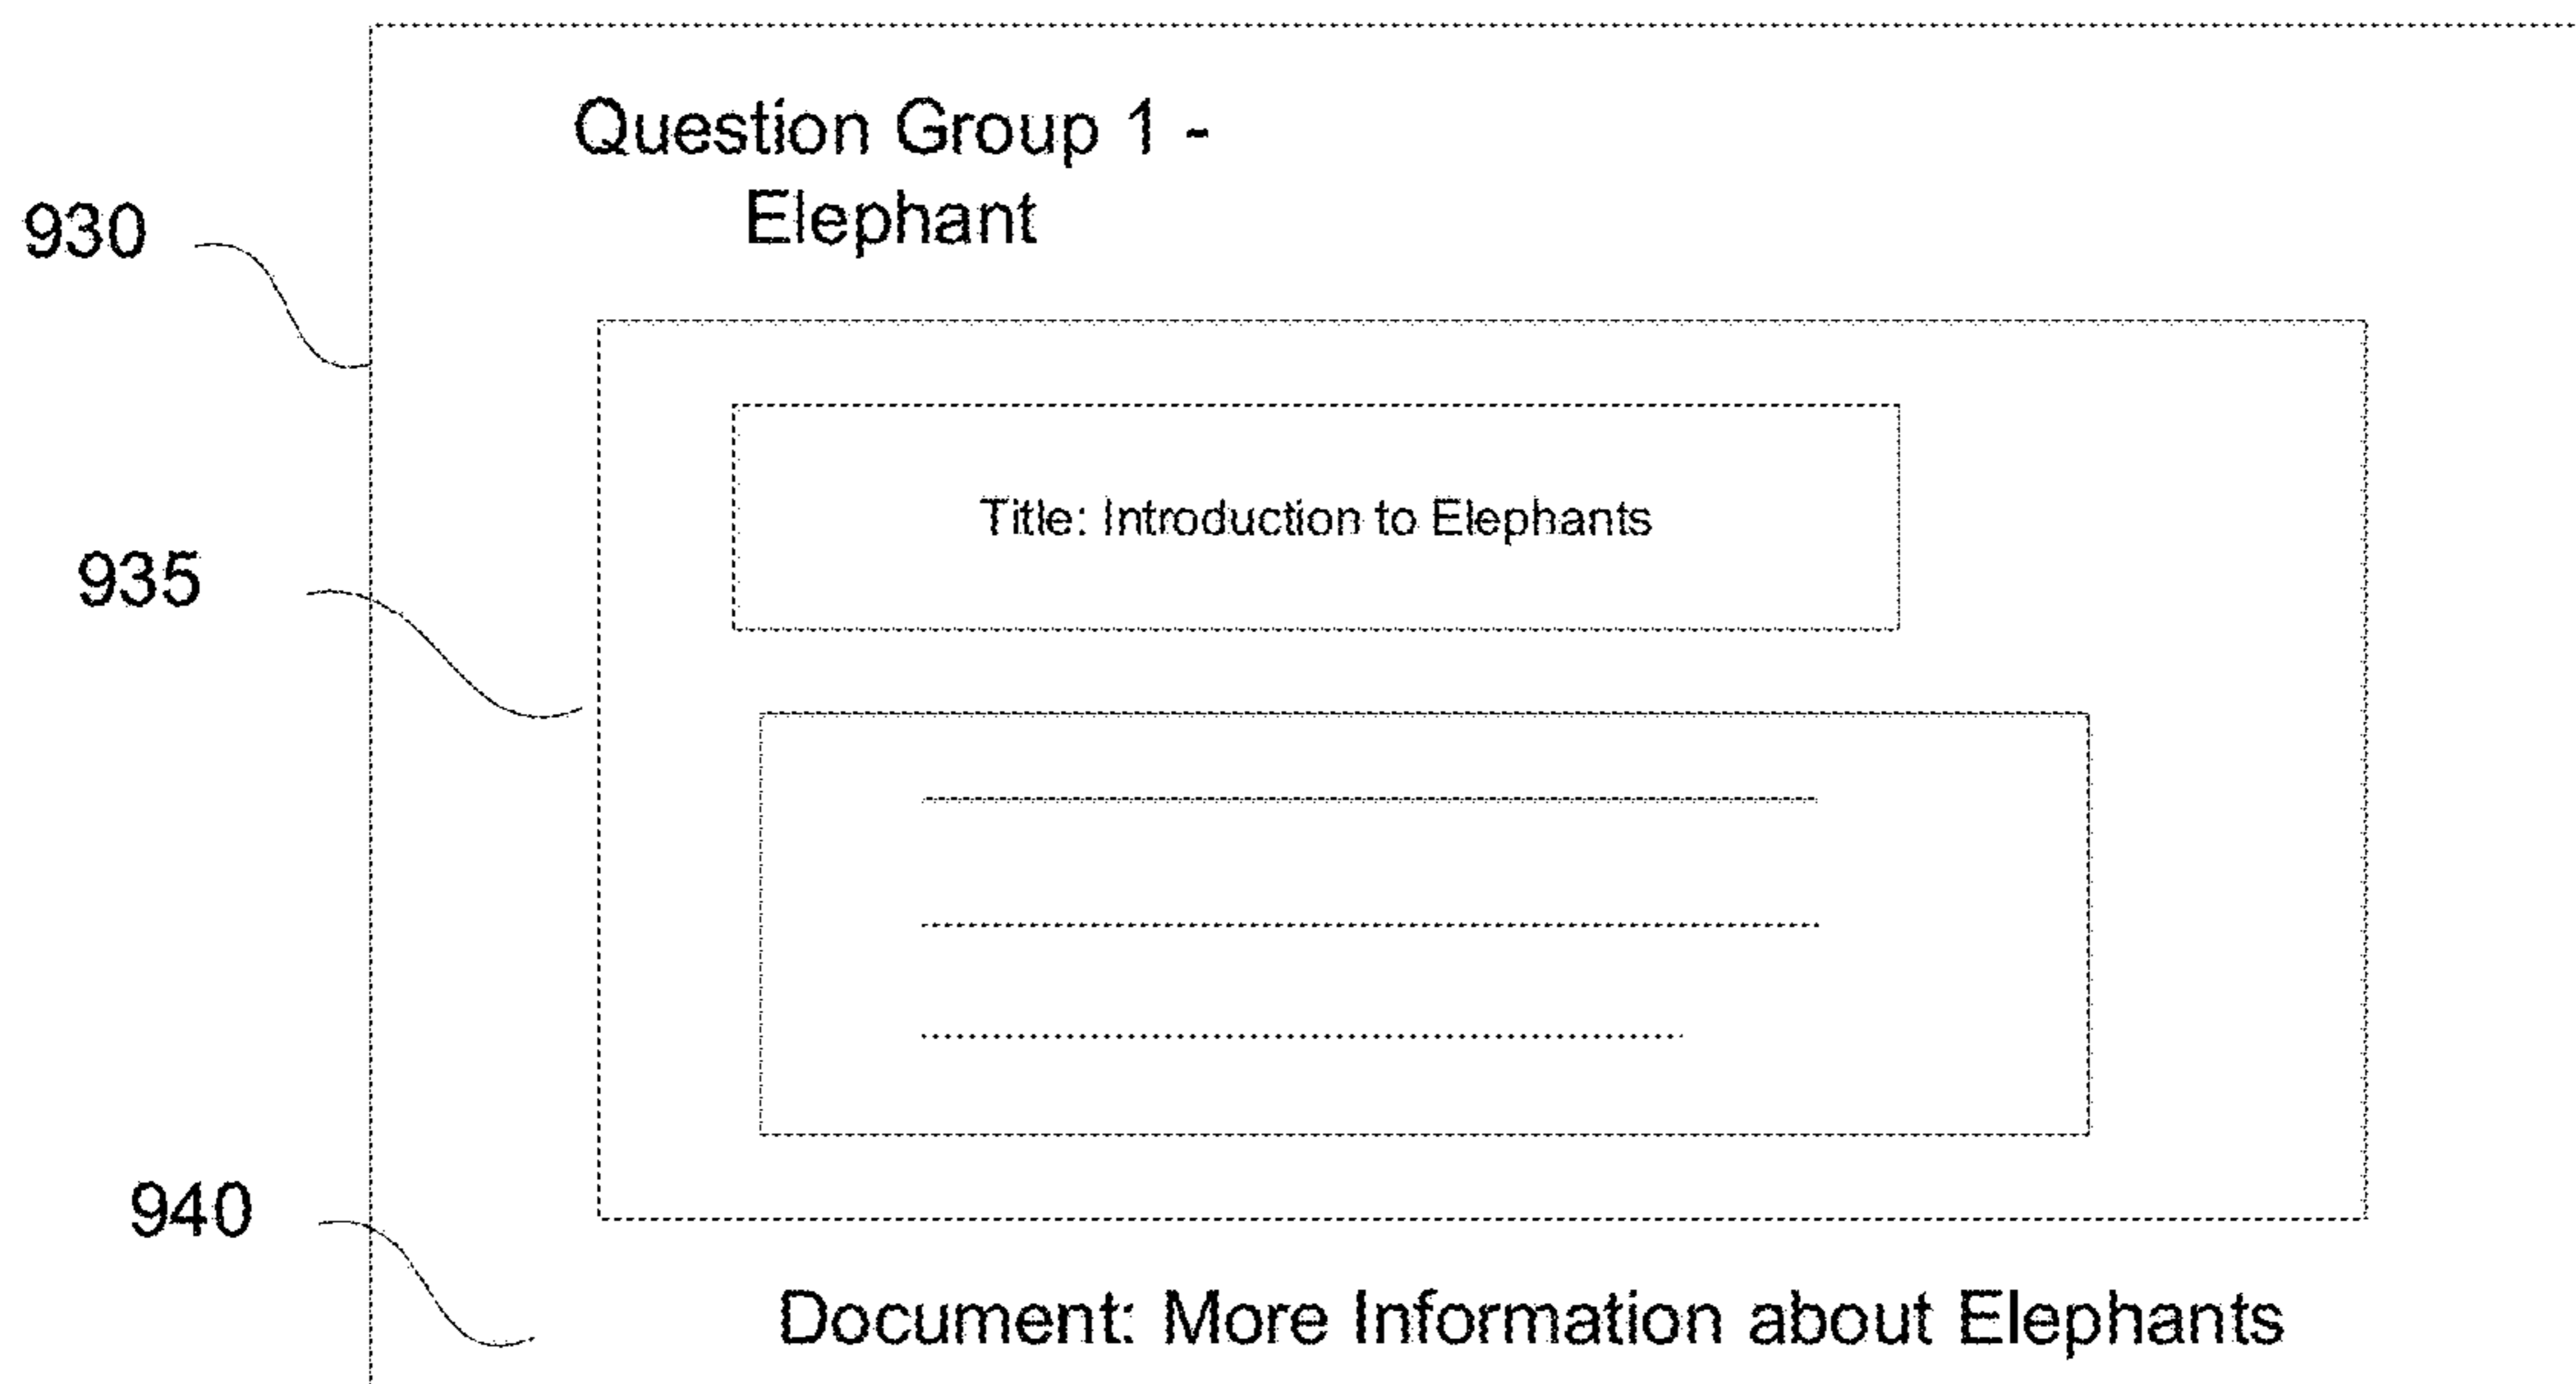 Question Group 1 -
Elephant
930
Title: Introduction to Elephants
935
940
Document: More Information about Elephants